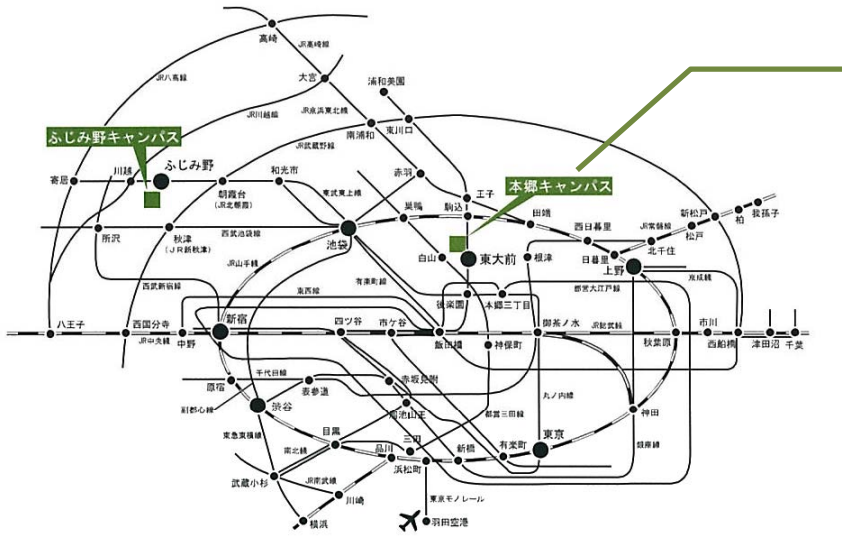 高崎
JR高崎線
大宮
JR八高線
浦和美園
JR川越線
JR京浜東北線
南浦和
東川口
JR武蔵野線
ふじみ野キャンパス
川越
ふじみ野
寄居
朝霞台
(JR北朝霞)
和光市
東武東上線
赤羽
王子
本郷キャンパス
巣鴨
駒込
田端
西日暮里
JR常磐線
新松戸
柏
我孫子
松戸
北千住
日暮里
上野
所沢
秋津
(JR新秋津)
西武池袋線
池袋
白山
東大前
根津
JR山手線
有楽町線
西武新宿線
東西線
後楽園
本郷三丁目
都営大江戸線
京成線
八王子
西国分寺
JR中央線
中野
新宿
四ツ谷
市ケ谷
飯田橋
神保町
御茶ノ水
JR総武線
秋葉原
市川
西船橋
津田沼
千葉
原宿
千代田線
副都心線
表参道
赤坂見附
溜池山王
渋谷
丸ノ内線
神田
銀座線
都営三田線
東急東横線
南北線
目黒
三田
品川
浜松町
新橋
有楽町
東京
武蔵小杉
JR南武線
川崎
横浜
東京モノレール
羽田空港